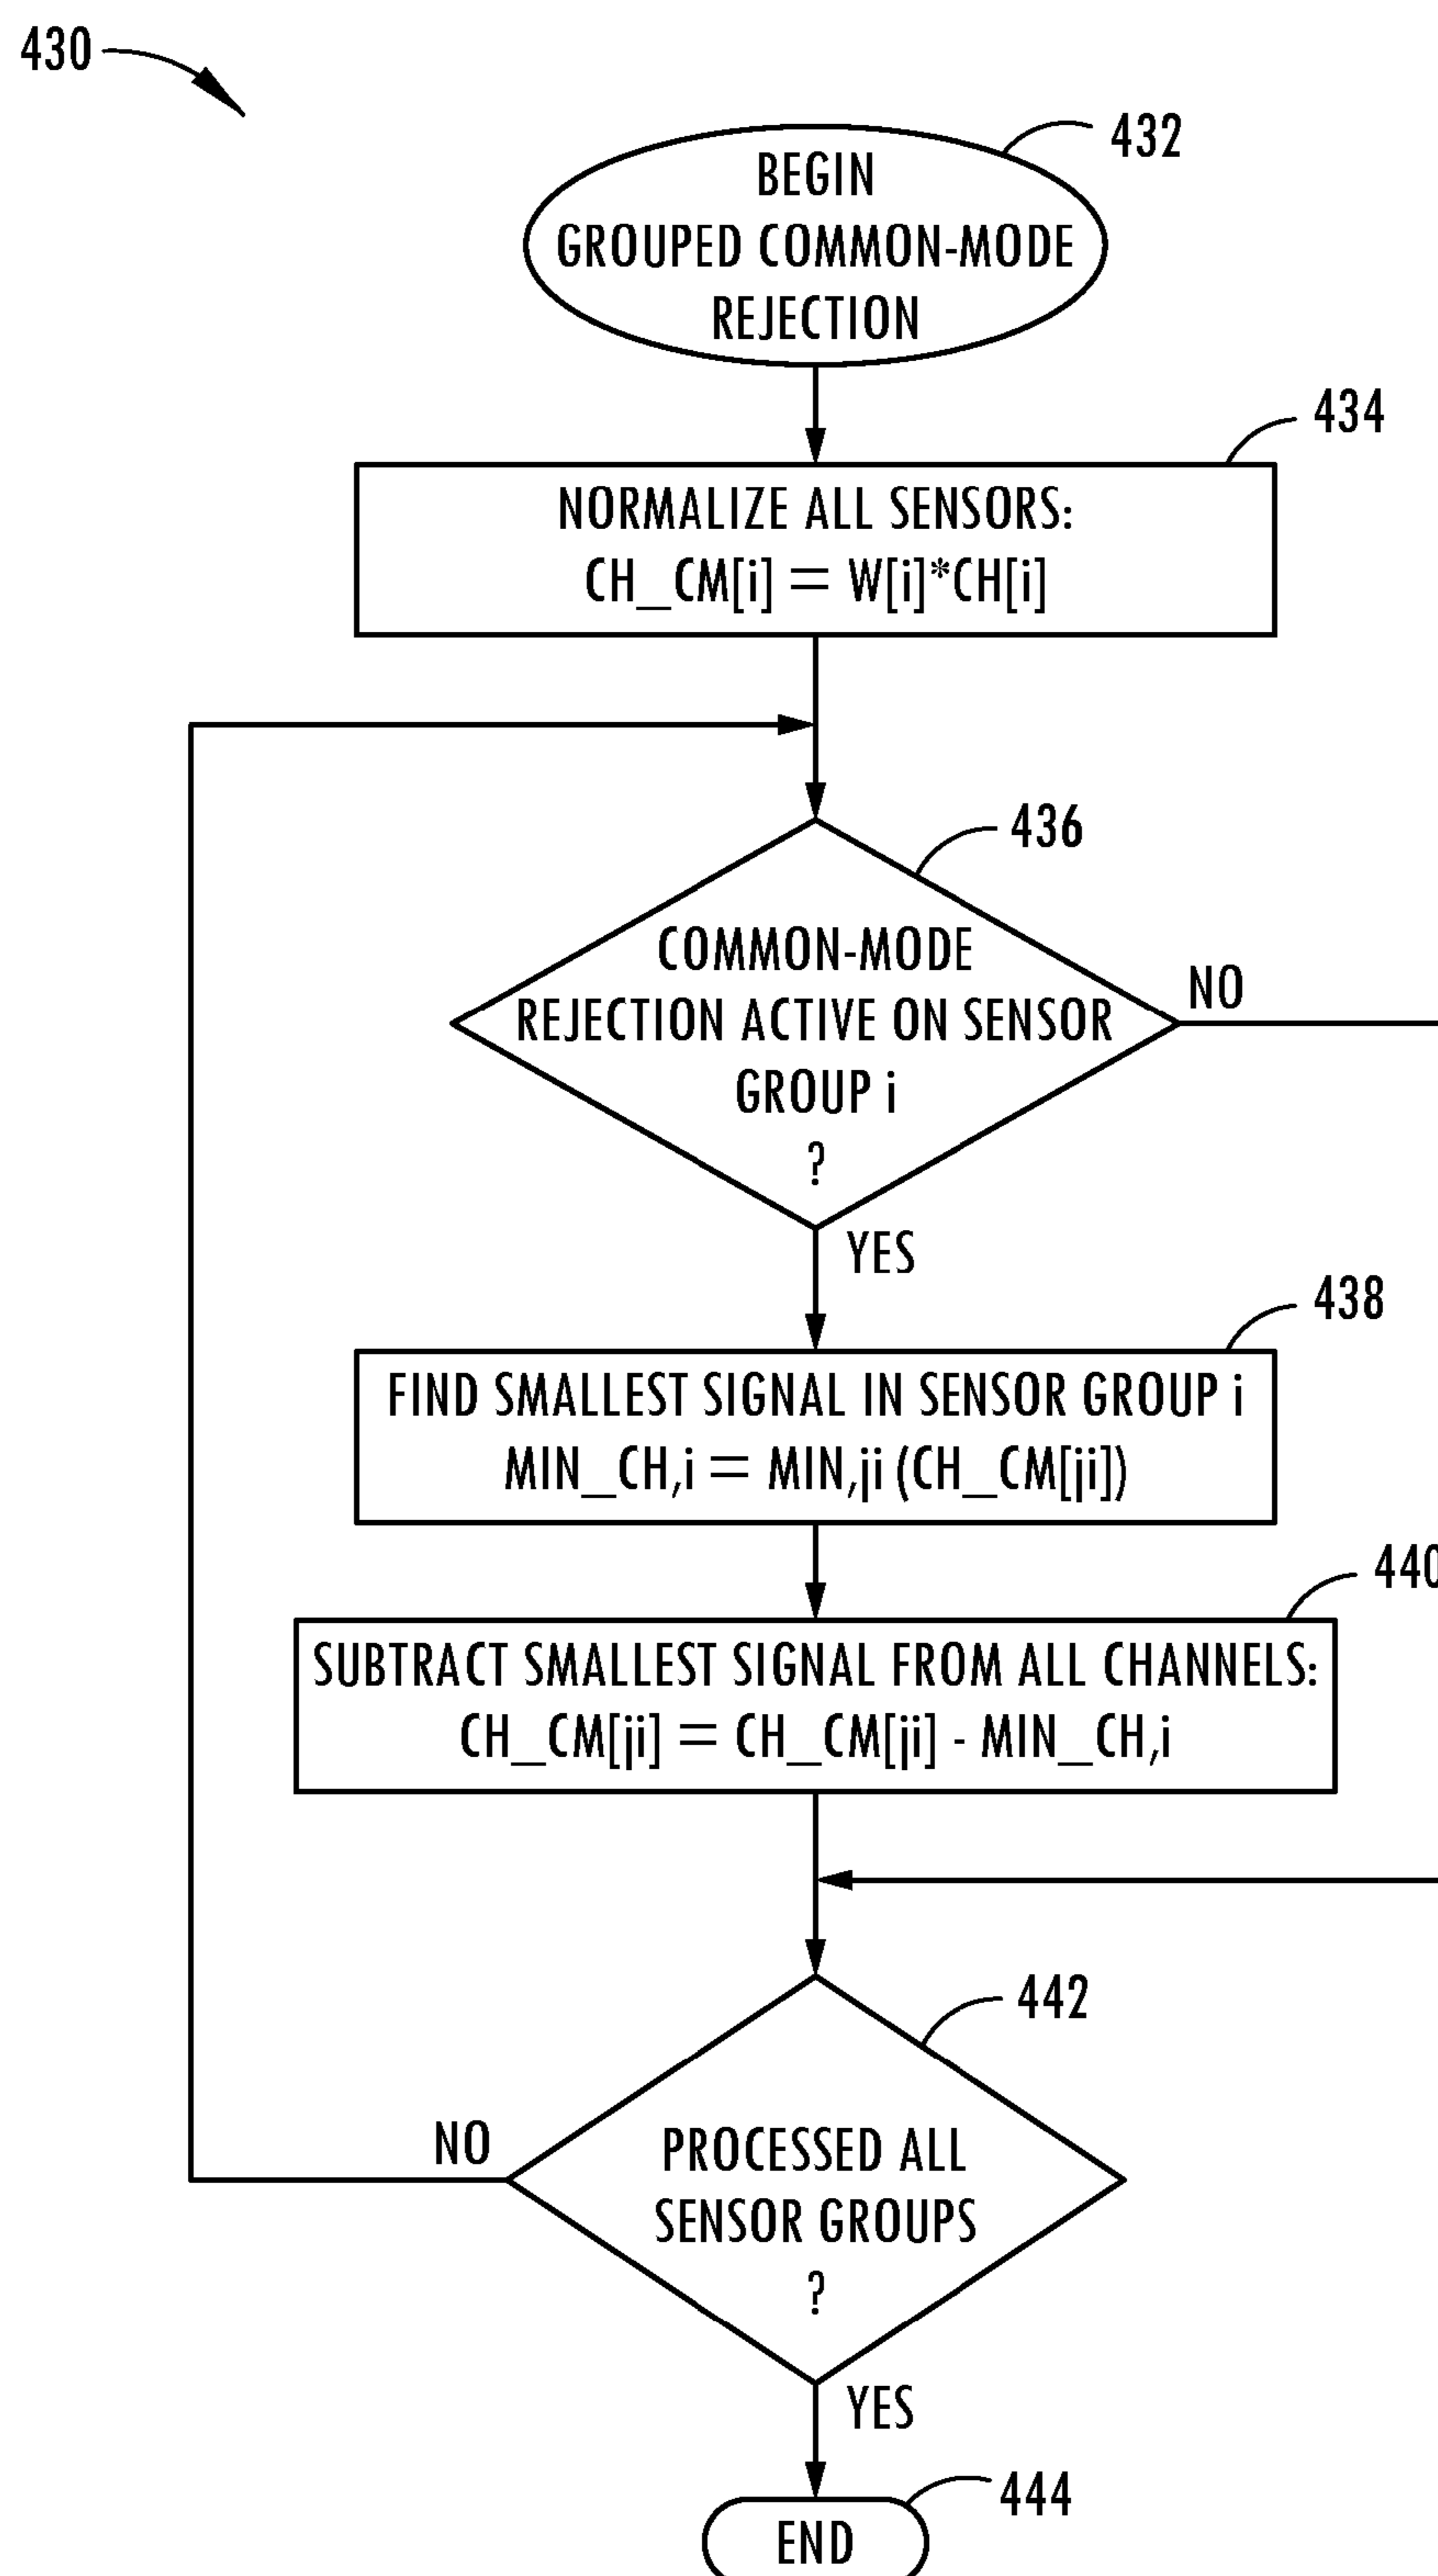 430
432
BEGIN
GROUPED COMMON-MODE
REJECTION
434
NORMALIZE ALL SENSORS:
CH_CM[i] = W[i]*CH[i]
436
COMMON-MODE
REJECTION ACTIVE ON SENSOR
GROUP i
?
NO
YES
438
FIND SMALLEST SIGNAL IN SENSOR GROUP i
MIN_CH,i = MIN,ji (CH_CM[ji])
440
SUBTRACT SMALLEST SIGNAL FROM ALL CHANNELS:
CH_CM[ji] = CH_CM[ji] - MIN_CH,i
442
NO
PROCESSED ALL
SENSOR GROUPS
?
YES
444
END